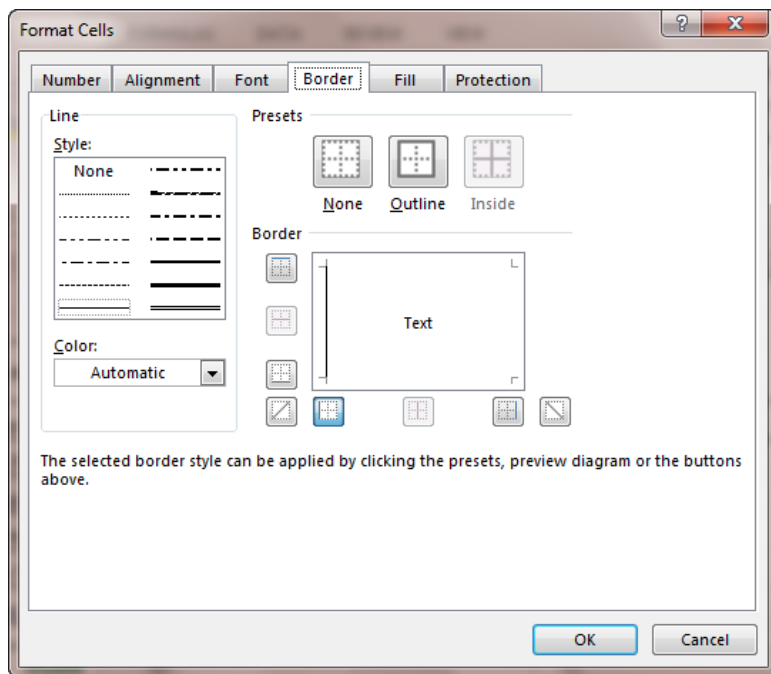 Format Cells
?
X
Number Alignment Font Border Fill Protection
Line
Style:
None
Color:
Automatic
Presets
None Outline Inside
Border
Text
The selected border style can be applied by clicking the presets, preview diagram or the buttons
above.
OK Cancel